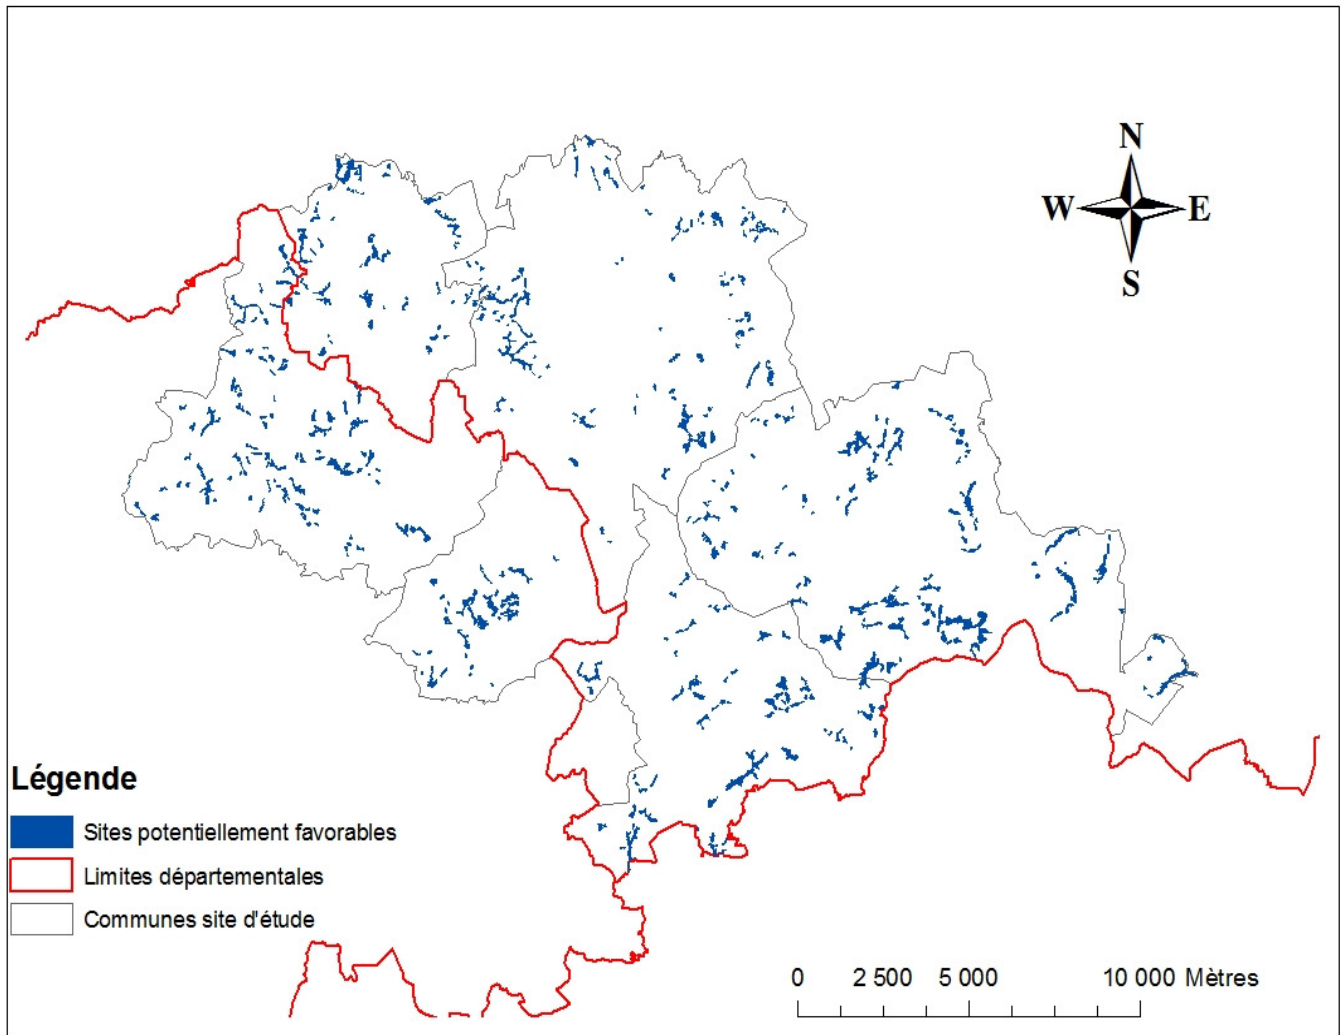 N
W E
S
Légende
Sites potentiellement favorables
Limites départementales
Communes site d'étude
0 2 500 5 000 10 000 Mètres